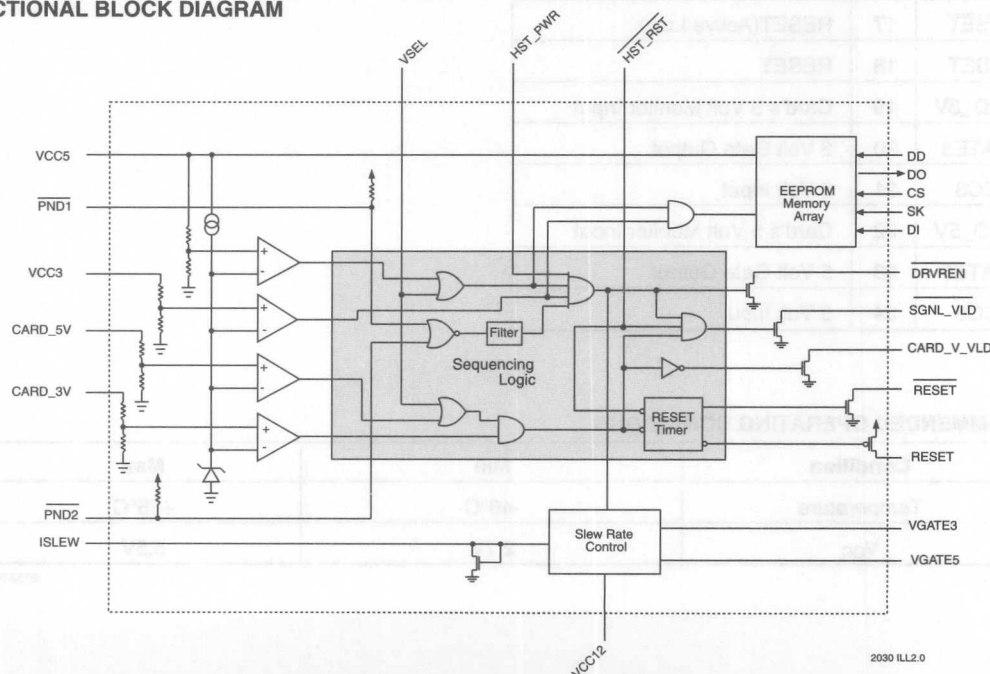 CTIONAL BLOCK DIAGRAM
VSEL
HST_PWR
HST_RST
VCC5
PND1
VCC3
CARD_5V
CARD_3V
PND2
ISLEW
EEPROM
Memory
Array
DD
DO
CS
SK
DI
DRVREN
SGNL_VLD
CARD_V_VLD
RESET
RESET
VGATE3
VGATE5
Filter
Sequencing
Logic
RESET
Timer
Slew Rate
Control
VCC12
2030 ILL2.0